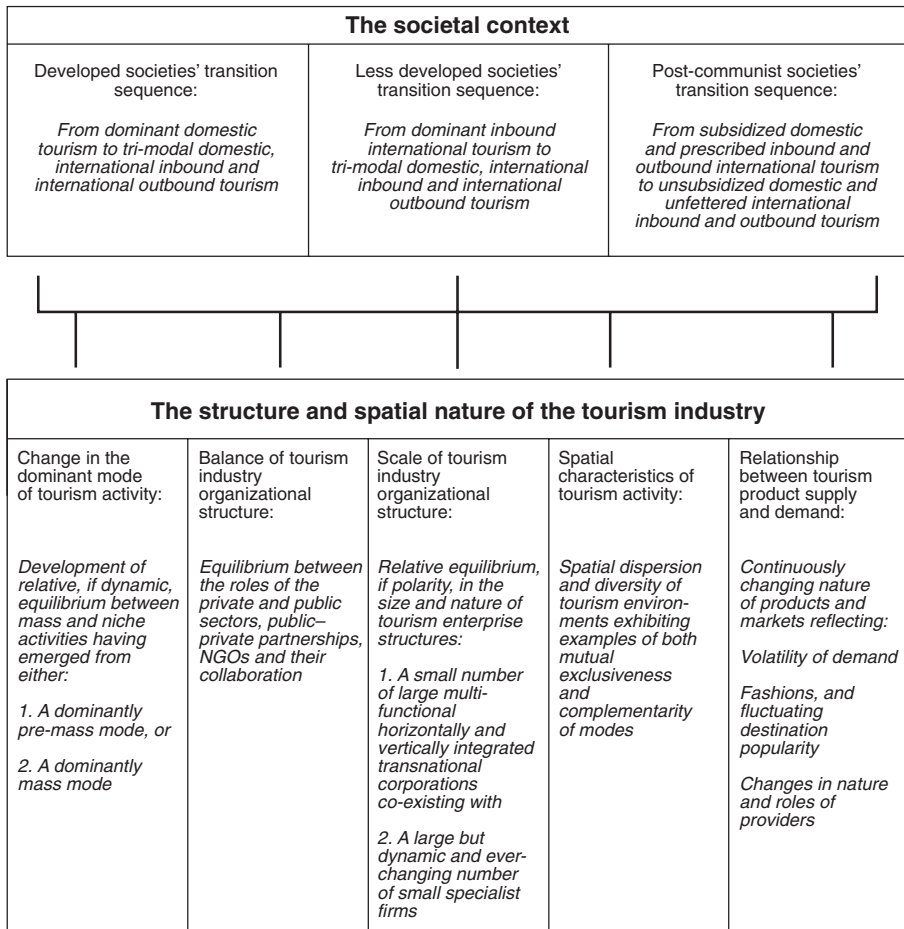 The societal context
Developed societies’ transition
sequence:
From dominant domestic
tourism to tri-modal domestic,
international inbound and
international outbound tourism
Less developed societies’
transition sequence:
From dominant inbound
international tourism to
tri-modal domestic, international
inbound and international
outbound tourism
Post-communist societies’
transition sequence:
From subsidized domestic
and prescribed inbound and
outbound international tourism
to unsubsidized domestic and
unfettered international
inbound and outbound tourism
The structure and spatial nature of the tourism industry
Change in the
dominant mode
of tourism activity:
Development of
relative, if dynamic,
equilibrium between
mass and niche
activities having
emerged from
either:
1. A dominantly
pre-mass mode, or
2. A dominantly
mass mode
Balance of tourism
industry
organizational
structure:
Equilibrium between
the roles of the
private and public
sectors, public–
private partnerships,
NGOs and their
collaboration
Scale of tourism
industry
organizational
structure:
Relative equilibrium,
if polarity, in the
size and nature of
tourism enterprise
structures:
1. A small number
of large multi-
functional
horizontally and
vertically integrated
transnational
corporations
co-existing with
2. A large but
dynamic and ever-
changing number
of small specialist
firms
Spatial
characteristics of
tourism activity:
Spatial dispersion
and diversity of
tourism environ-
ments exhibiting
examples of both
mutual
exclusiveness
and
complementarity
of modes
Relationship
between tourism
product supply
and demand:
Continuously
changing nature
of products and
markets reflecting:
Volatility of demand
Fashions, and
fluctuating
destination
popularity
Changes in nature
and roles of
providers